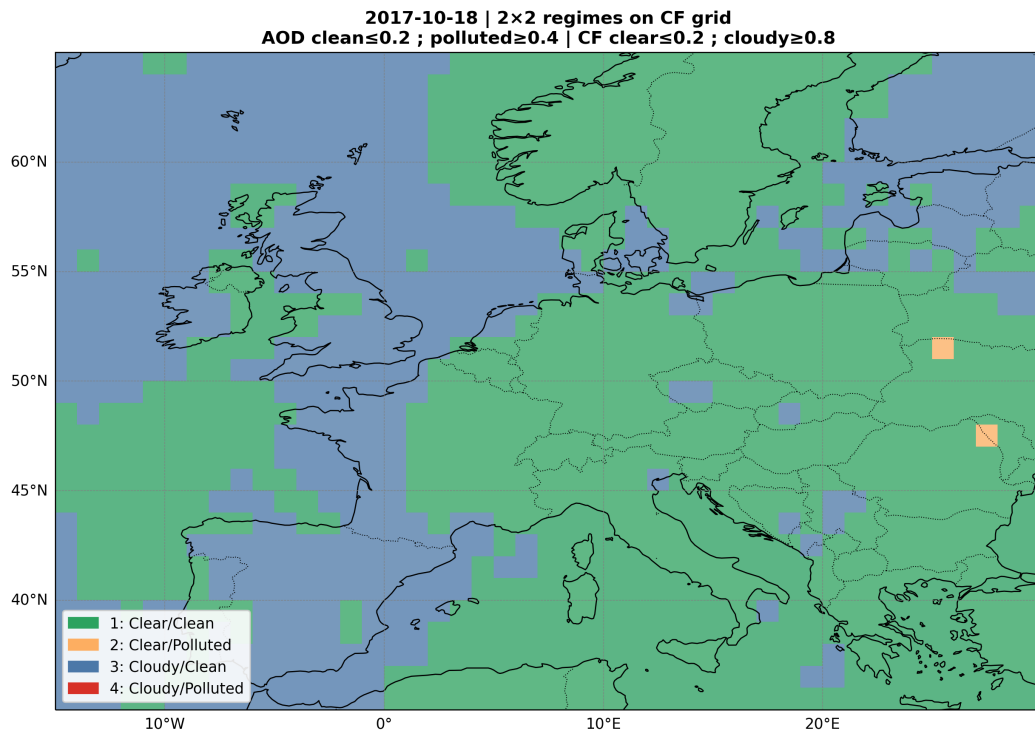 2017-10-18 | 2×2 regimes on CF grid
AOD clean≤0.2 ; polluted≥0.4 | CF clear≤0.2 ; cloudy≥0.8
60°N
55°N
50°N
45°N
40°N
1: Clear/Clean
2: Clear/Polluted
3: Cloudy/Clean
4: Cloudy/Polluted
10°W 0° 10°E 20°E